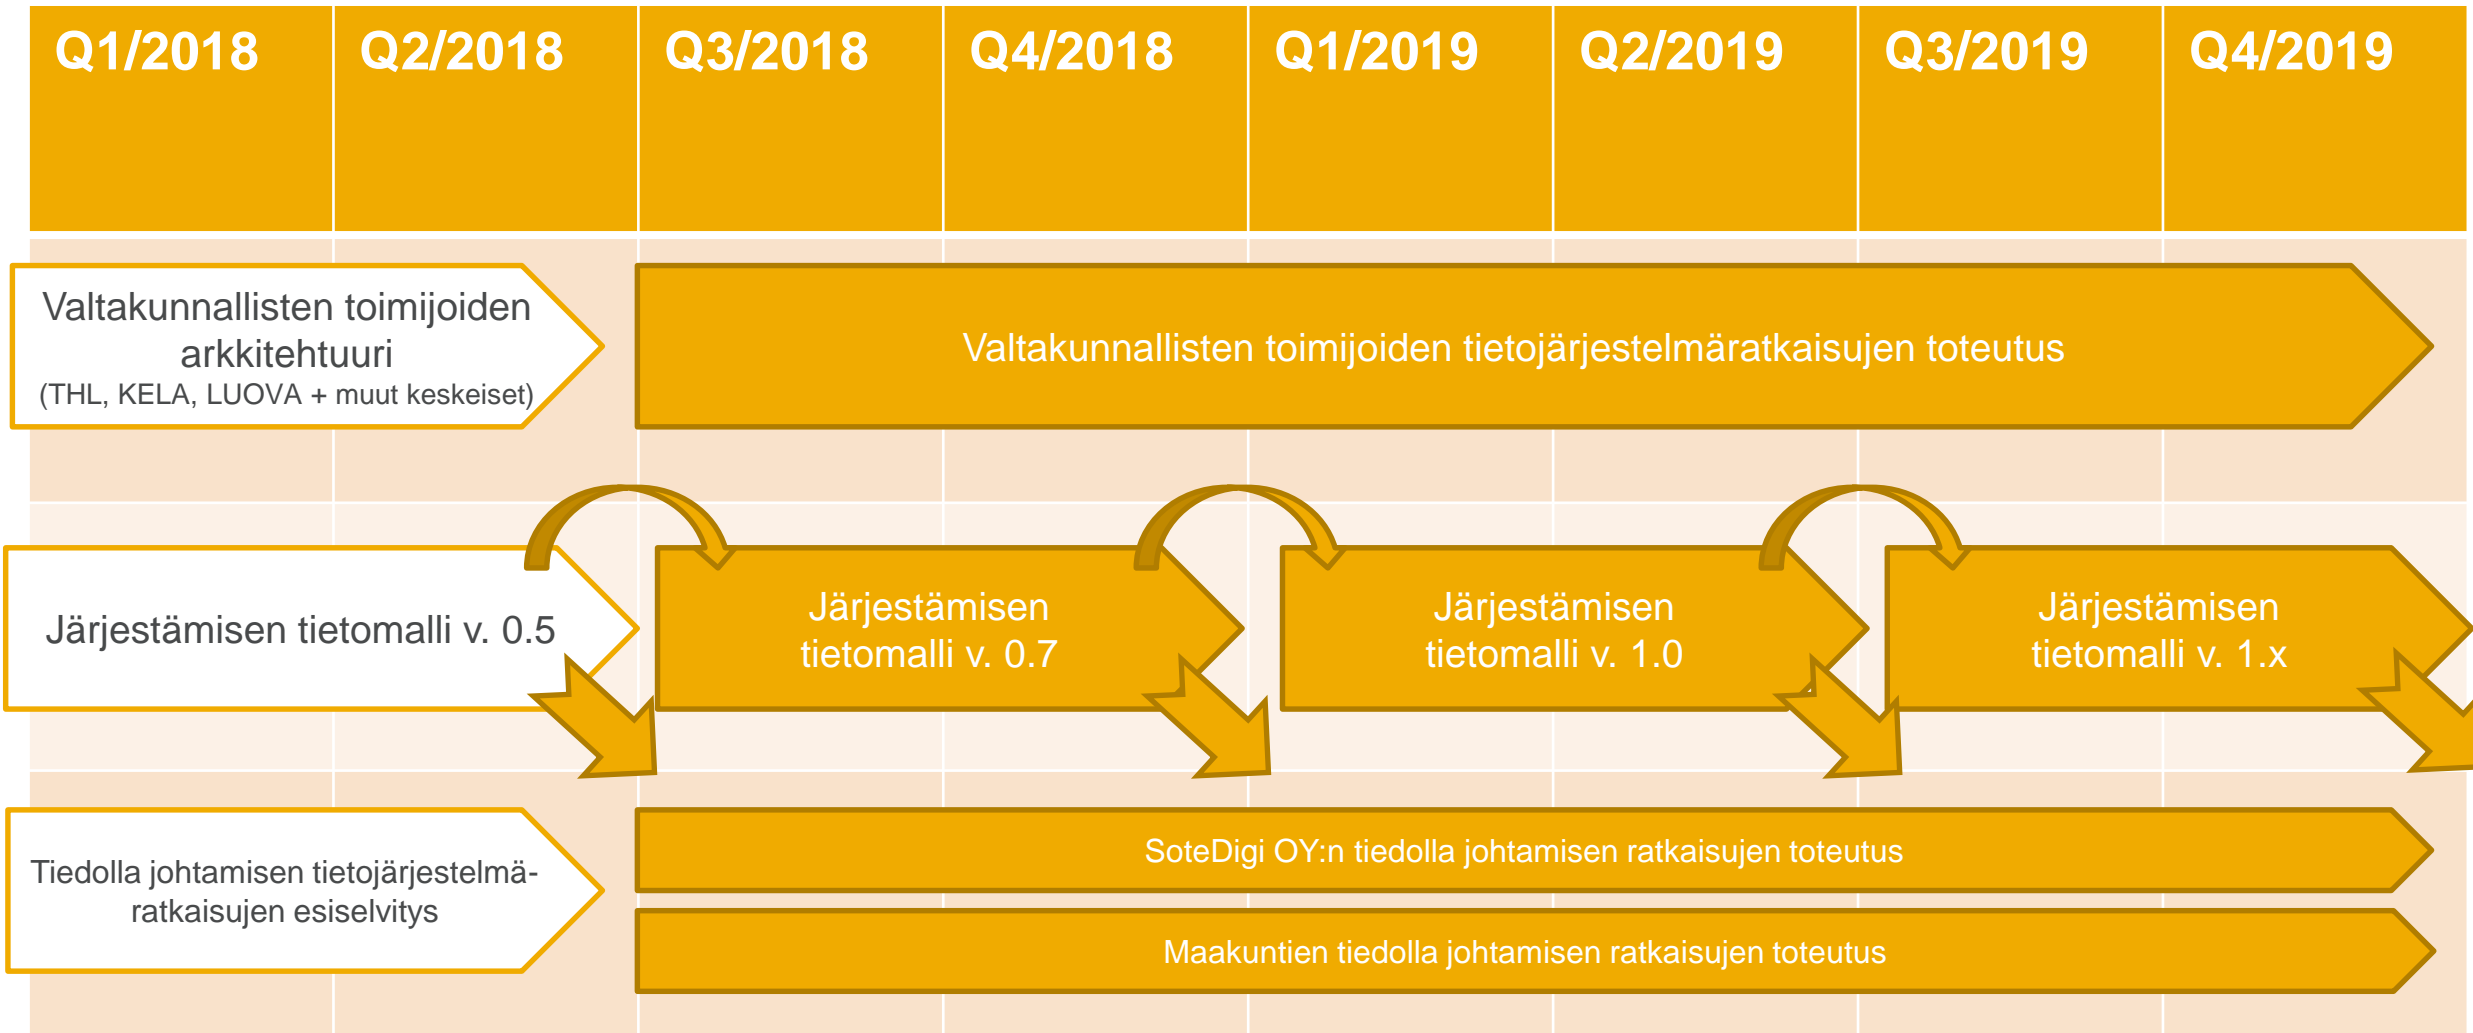 Q1/2018
Q2/2018
Q3/2018
Q4/2018
Q1/2019
Q2/2019
Q3/2019
Q4/2019
Valtakunnallisten toimijoiden
arkkitehtuuri
(THL, KELA, LUOVA + muut keskeiset)
Valtakunnallisten toimijoiden tietojärjestelmäratkaisujen toteutus
Järjestämisen tietomalli v. 0.5
Järjestämisen
tietomalli v. 0.7
Järjestämisen
tietomalli v. 1.0
Järjestämisen
tietomalli v. 1.x
Tiedolla johtamisen tietojärjestelmä-
ratkaisujen esiselvitys
SoteDigi OY:n tiedolla johtamisen ratkaisujen toteutus
Maakuntien tiedolla johtamisen ratkaisujen toteutus